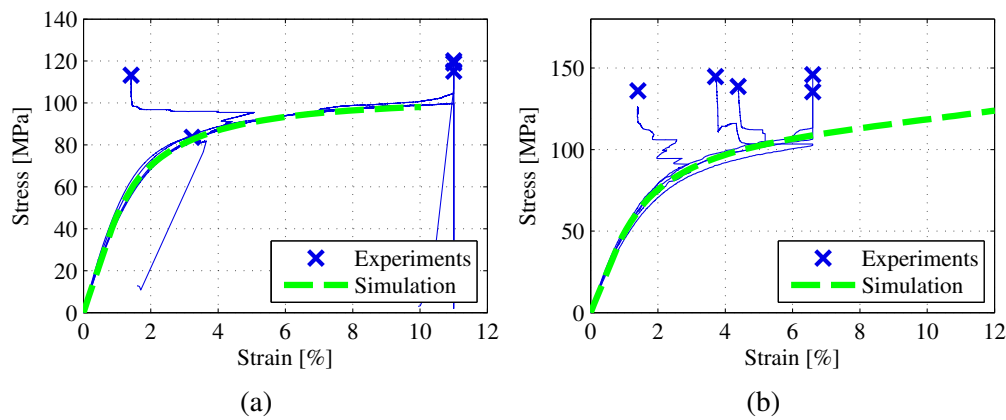 140
120
100
80
60
40
20
0
Stress [MPa]
0 2 4 6 8 10 12
Strain [%]
Experiments
Simulation
(a)
150
100
50
0
Stress [MPa]
0 2 4 6 8 10 12
Strain [%]
Experiments
Simulation
(b)